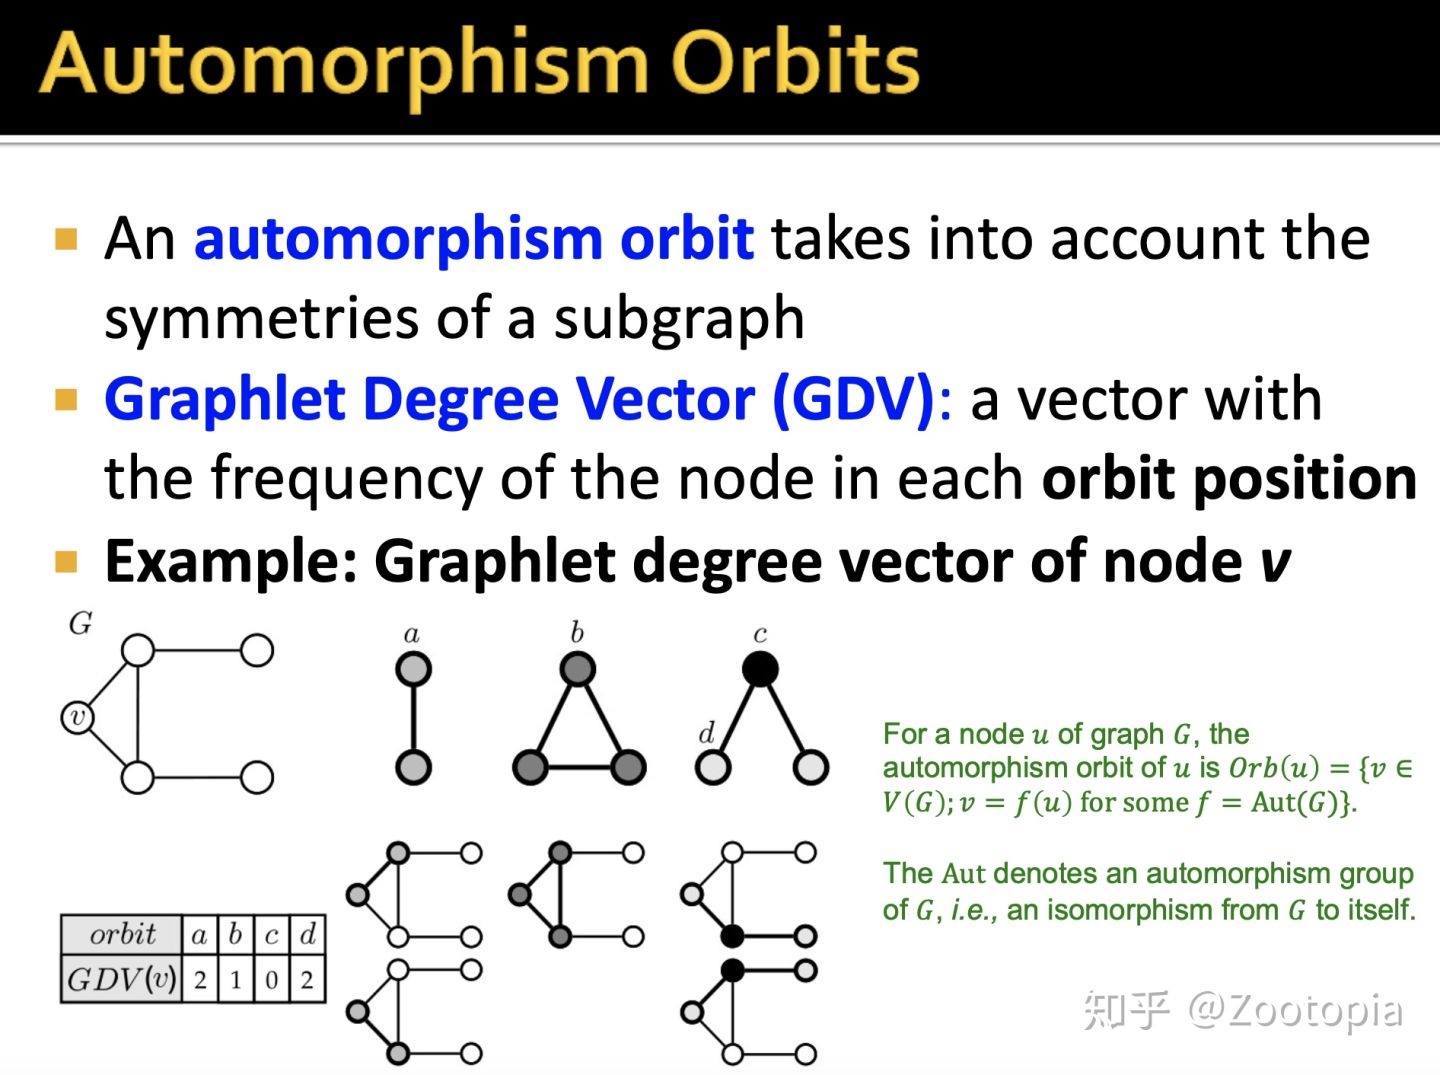 Automorphism Orbits
An automorphism orbit takes into account the
symmetries of a subgraph
Graphlet Degree Vector (GDV): a vector with
the frequency of the node in each orbit position
Example: Graphlet degree vector of node v
G
v
a
b
c
d
For a node u of graph G, the
automorphism orbit of u is Orb(u) = {v ∈
V(G); v = f(u) for some f = Aut(G)}.
The Aut denotes an automorphism group
of G, i.e., an isomorphism from G to itself.
orbit a b c d
GDV(v) 2 1 0 2
知乎 @Zootopia